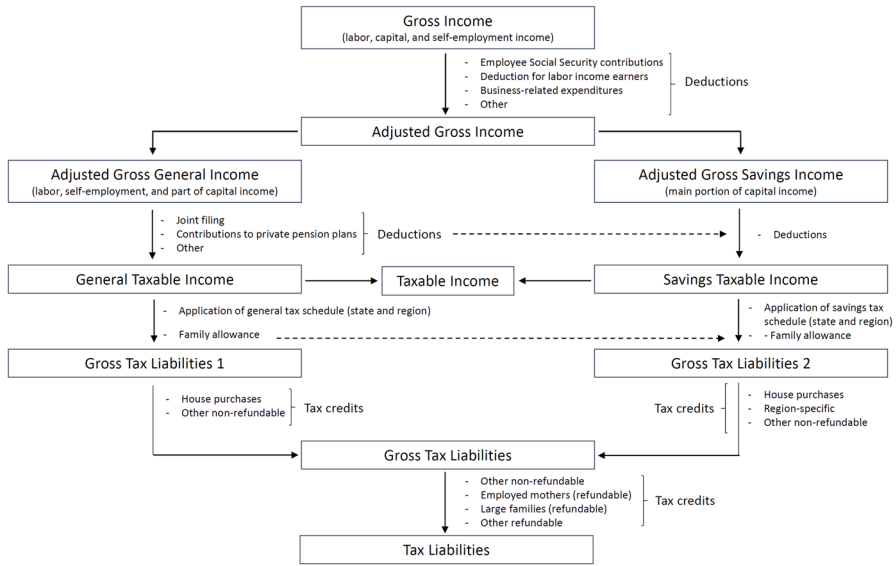 Gross Income
(labor, capital, and self-employment income)
- Employee Social Security contributions
- Deduction for labor income earners
- Business-related expenditures
- Other
Deductions
Adjusted Gross Income
Adjusted Gross General Income
(labor, self-employment, and part of capital income)
Adjusted Gross Savings Income
(main portion of capital income)
- Joint filing
- Contributions to private pension plans
- Other
Deductions
- Deductions
General Taxable Income
Taxable Income
Savings Taxable Income
- Application of general tax schedule (state and region)
- Family allowance
- Application of savings tax
schedule (state and region)
- - Family allowance
Gross Tax Liabilities 1
Gross Tax Liabilities 2
- House purchases
- Other non-refundable
Tax credits
Tax credits
- House purchases
- Region-specific
- Other non-refundable
Gross Tax Liabilities
- Other non-refundable
- Employed mothers (refundable)
- Large families (refundable)
- Other refundable
Tax credits
Tax Liabilities